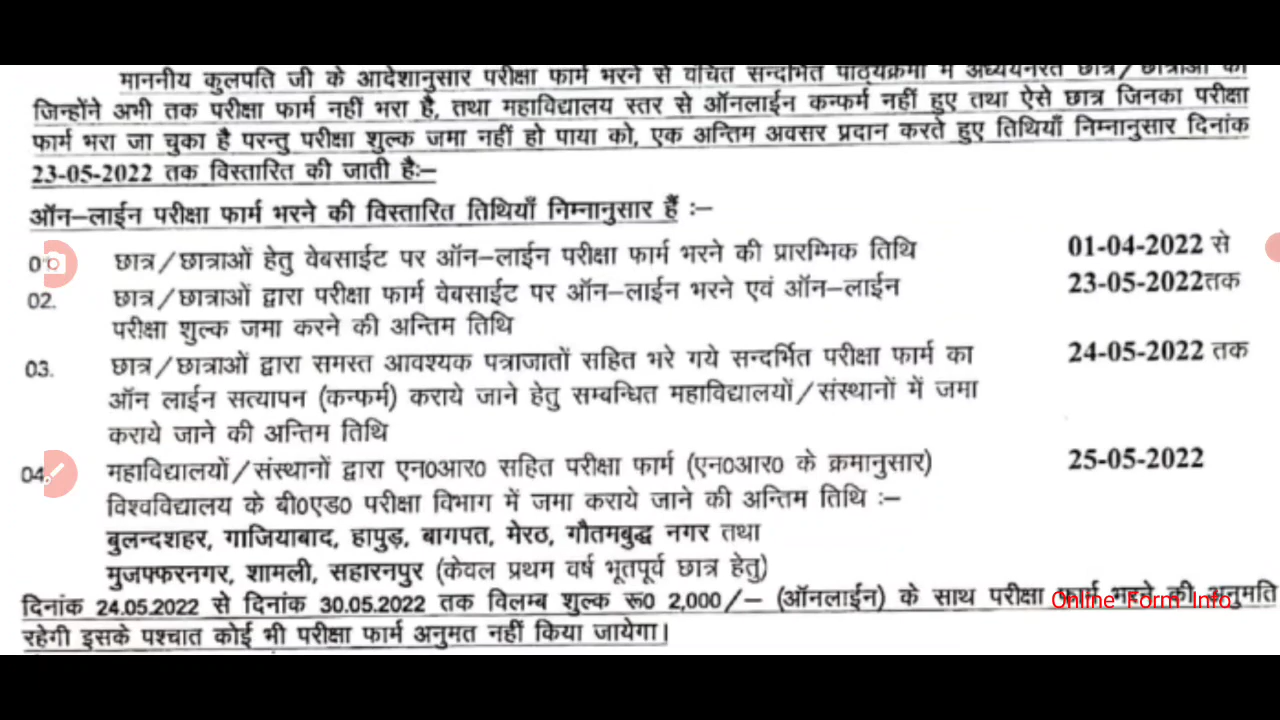 माननीय कुलपति जी के आदेशानुसार परीक्षा फार्म भरने से वंचित सन्दर्भित पाठ्यक्रमों में अध्ययनरत छात्र/छात्राओं को
जिन्होंने अभी तक परीक्षा फार्म नहीं भरा है, तथा महाविद्यालय स्तर से ऑनलाईन कन्फर्म नहीं हुए तथा ऐसे छात्र जिनका परीक्षा
फार्म भरा जा चुका है परन्तु परीक्षा शुल्क जमा नहीं हो पाया को, एक अन्तिम अवसर प्रदान करते हुए तिथियाँ निम्नानुसार दिनांक
23-05-2022 तक विस्तारित की जाती हैः–
ऑन–लाईन परीक्षा फार्म भरने की विस्तारित तिथियाँ निम्नानुसार हैं :–
छात्र/छात्राओं हेतु वेबसाईट पर ऑन–लाईन परीक्षा फार्म भरने की प्रारम्भिक तिथि 01-04-2022 से
02. छात्र/छात्राओं द्वारा परीक्षा फार्म वेबसाईट पर ऑन–लाईन भरने एवं ऑन–लाईन 23-05-2022तक
परीक्षा शुल्क जमा करने की अन्तिम तिथि
03. छात्र/छात्राओं द्वारा समस्त आवश्यक पत्राजातों सहित भरे गये सन्दर्भित परीक्षा फार्म का 24-05-2022 तक
ऑन लाईन सत्यापन (कन्फर्म) कराये जाने हेतु सम्बन्धित महाविद्यालयों/संस्थानों में जमा
कराये जाने की अन्तिम तिथि
04 महाविद्यालयों/संस्थानों द्वारा एन0आर0 सहित परीक्षा फार्म (एन0आर0 के क्रमानुसार) 25-05-2022
विश्वविद्यालय के बी0एड0 परीक्षा विभाग में जमा कराये जाने की अन्तिम तिथि :–
बुलन्दशहर, गाजियाबाद, हापुड़, बागपत, मेरठ, गौतमबुद्ध नगर तथा
मुजफ्फरनगर, शामली, सहारनपुर (केवल प्रथम वर्ष भूतपूर्व छात्र हेतु)
दिनांक 24.05.2022 से दिनांक 30.05.2022 तक विलम्ब शुल्क रू0 2,000/– (ऑनलाईन) के साथ परीक्षा फार्म भरने की अनुमति
रहेगी इसके पश्चात कोई भी परीक्षा फार्म अनुमत नहीं किया जायेगा।
Online Form Info